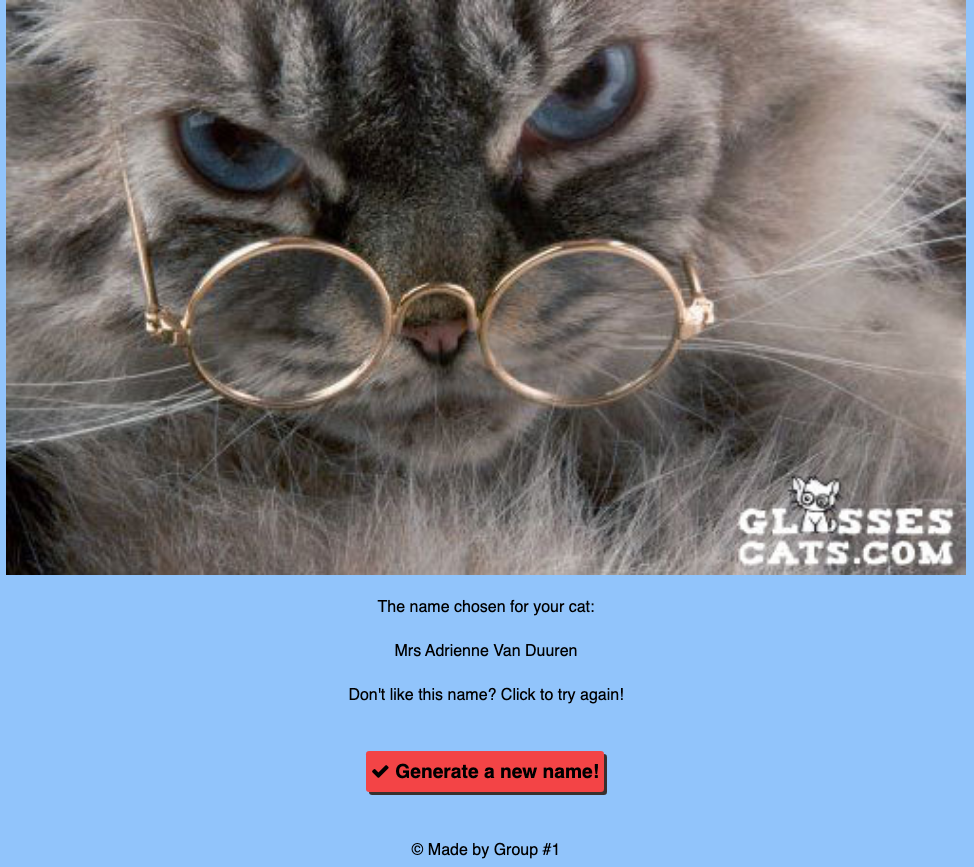 GLASSES
CATS.COM
The name chosen for your cat:
Mrs Adrienne Van Duuren
Don't like this name? Click to try again!
Generate a new name!
© Made by Group #1